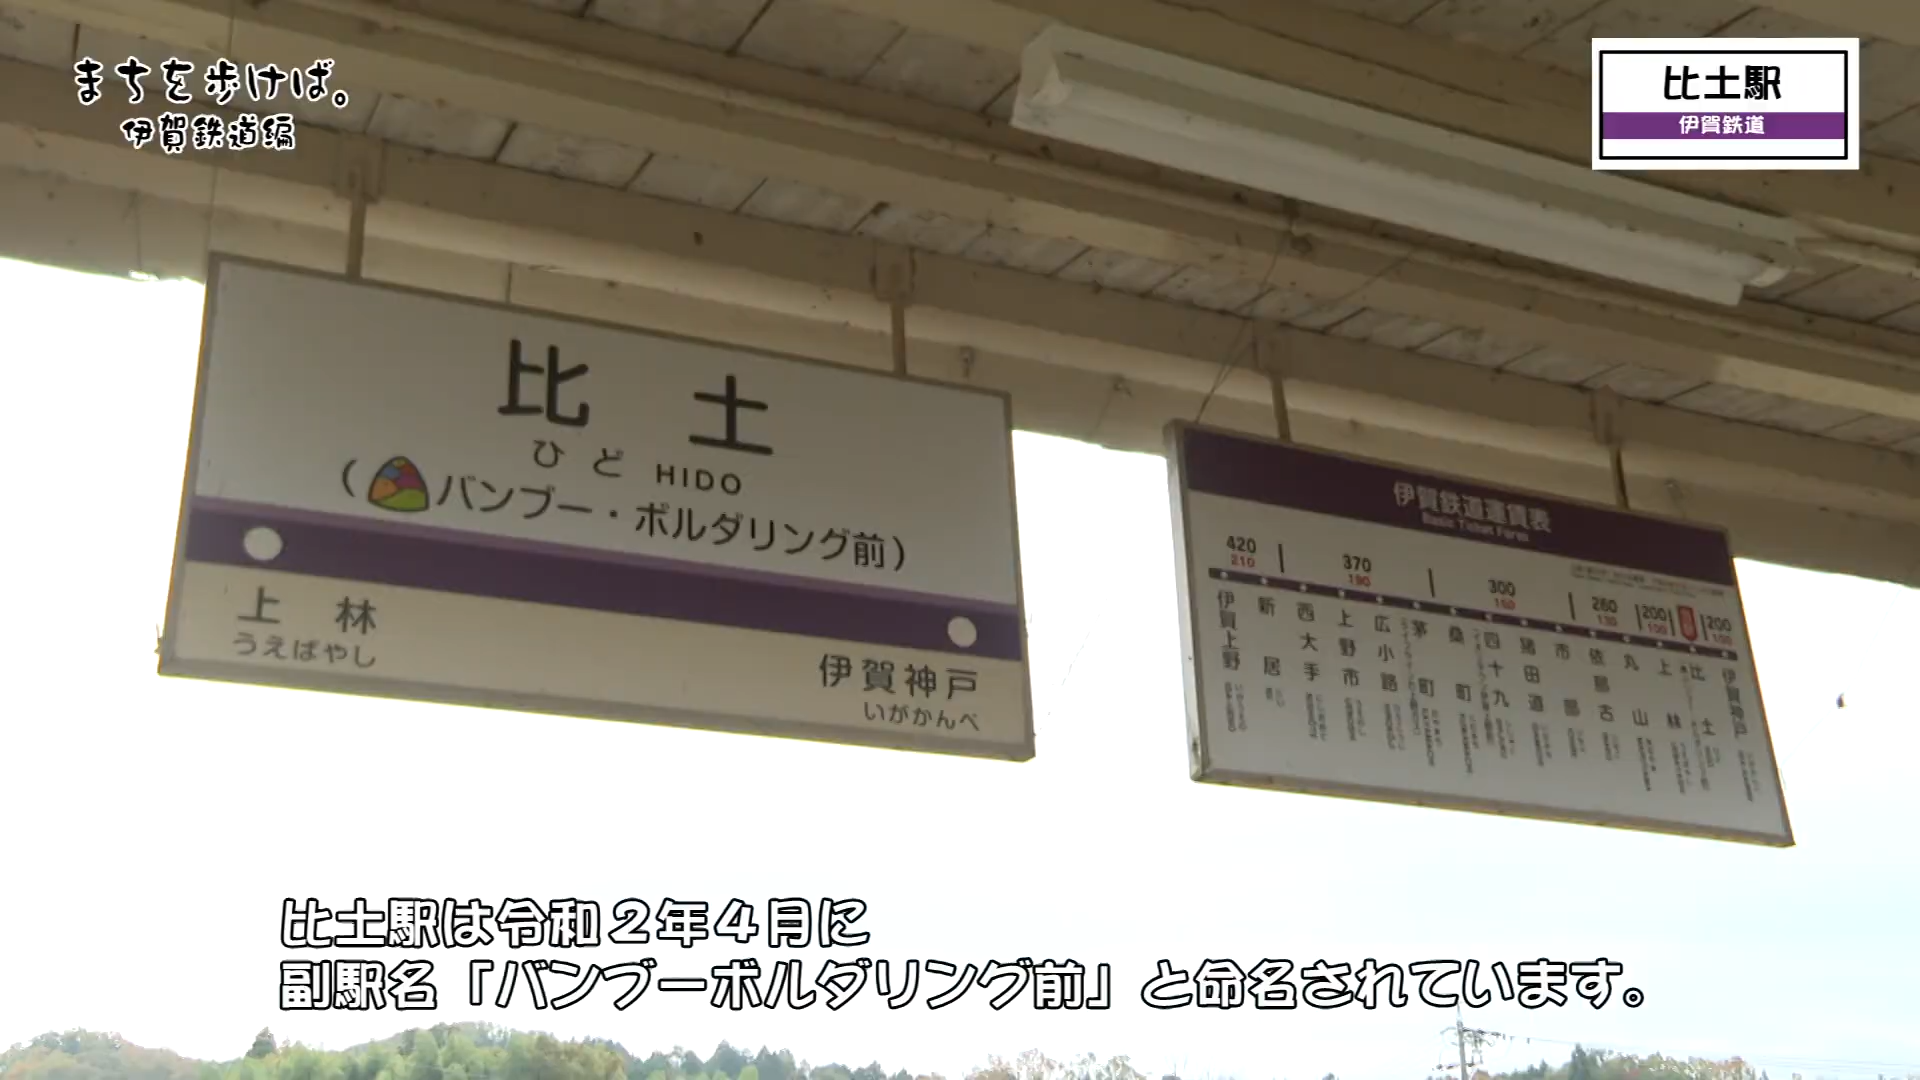 まちを歩けば。
伊賀鉄道編
比土駅
伊賀鉄道
比土
ひど HIDO
(バンブー・ボルダリング前)
上林
うえばやし
伊賀神戸
いがかんべ
伊賀鉄道運賃表
420 370 300 260 200 200
210 190 150 130 100 100
伊賀上野
新居
西大手
上野市
広小路
茅町
桑町
四十九
猪田道
市部
依那古
丸山
上林
比土
伊賀神戸
比土駅は令和2年4月に
副駅名「バンブーボルダリング前」と命名されています。